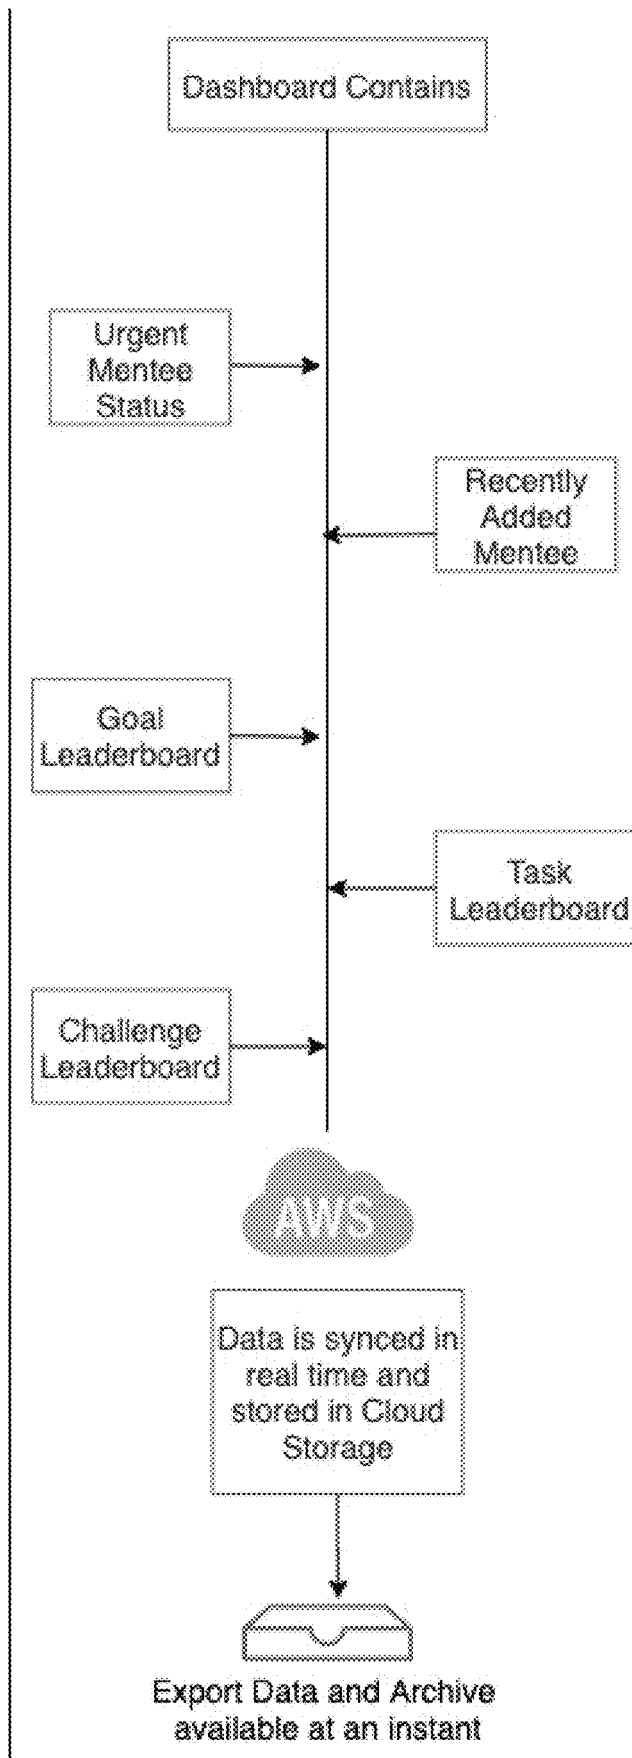 Dashboard Contains
Urgent
Mentee
Status
Recently
Added
Mentee
Goal
Leaderboard
Task
Leaderboard
Challenge
Leaderboard
AWS
Data is synced in
real time and
stored in Cloud
Storage
Export Data and Archive
available at an instant